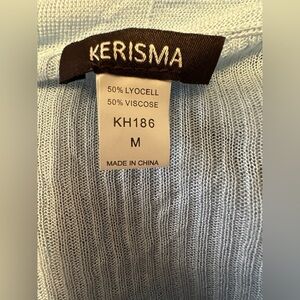 KERISMA
50% LYOCELL
50% VISCOSE
KH186
M
MADE IN CHINA